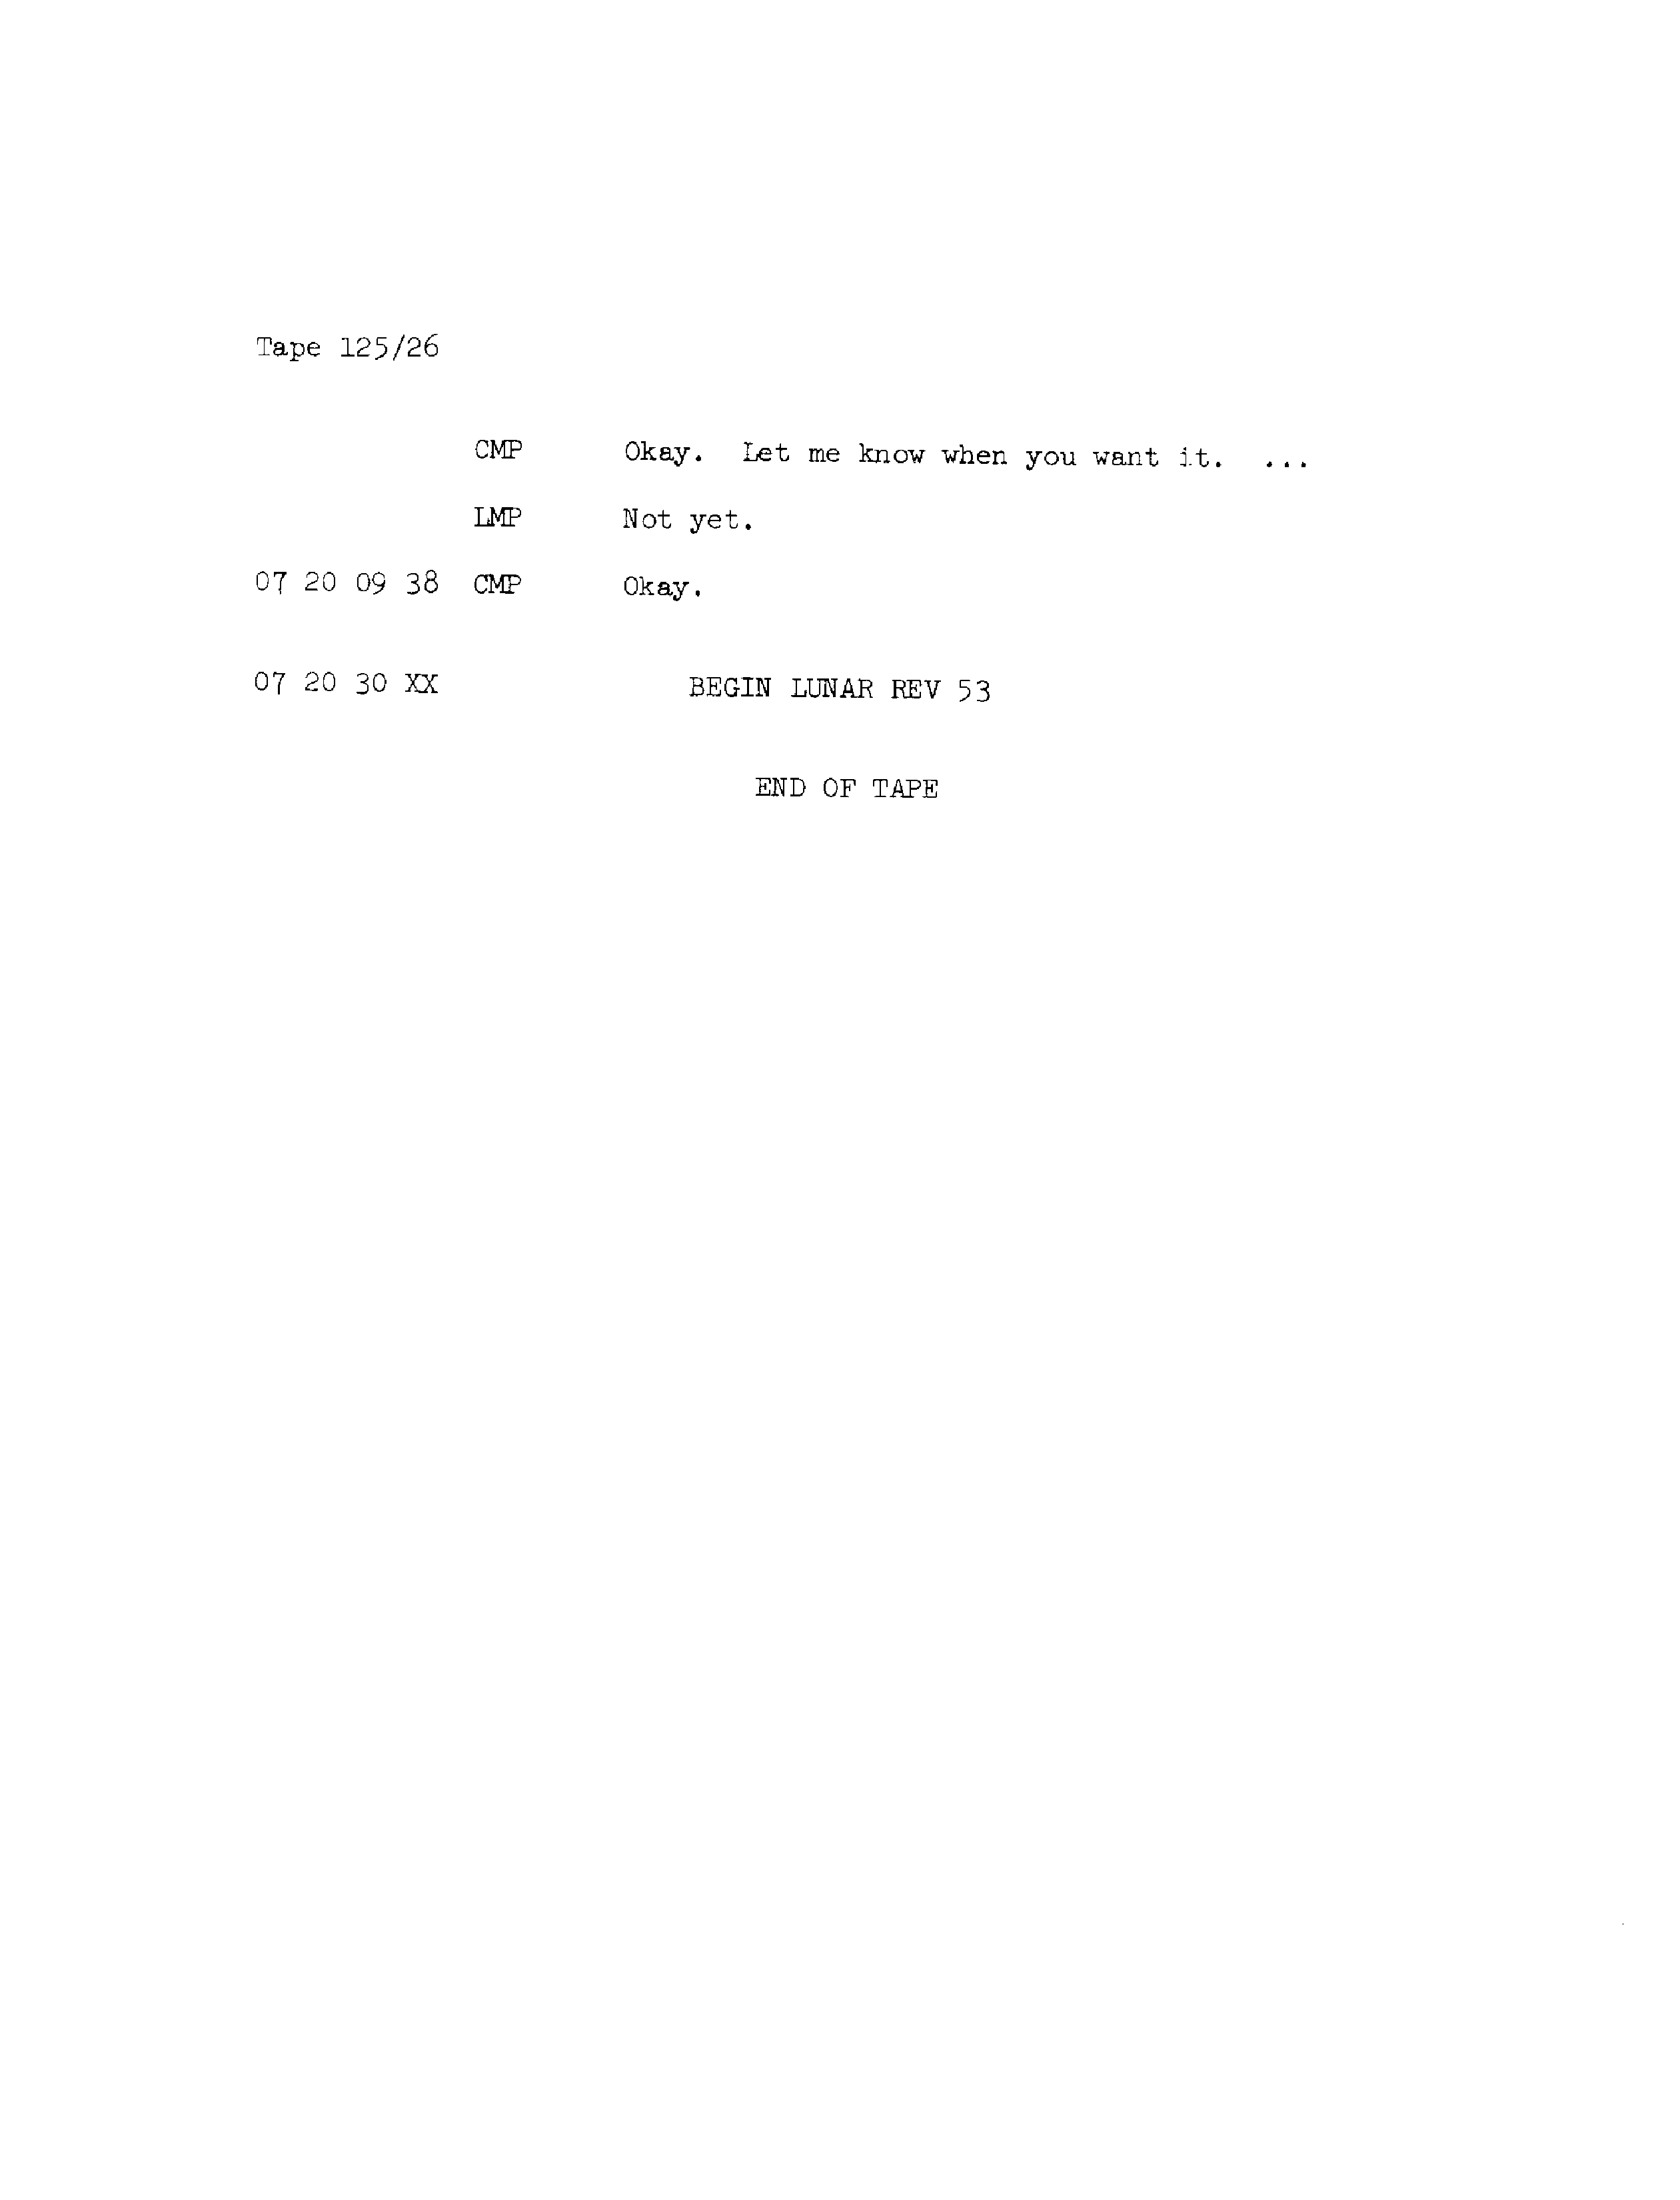 Tape 125/26
CMP Okay. Let me know when you want it. ...
LMP Not yet.
07 20 09 38 CMP Okay.
07 20 30 XX BEGIN LUNAR REV 53
END OF TAPE